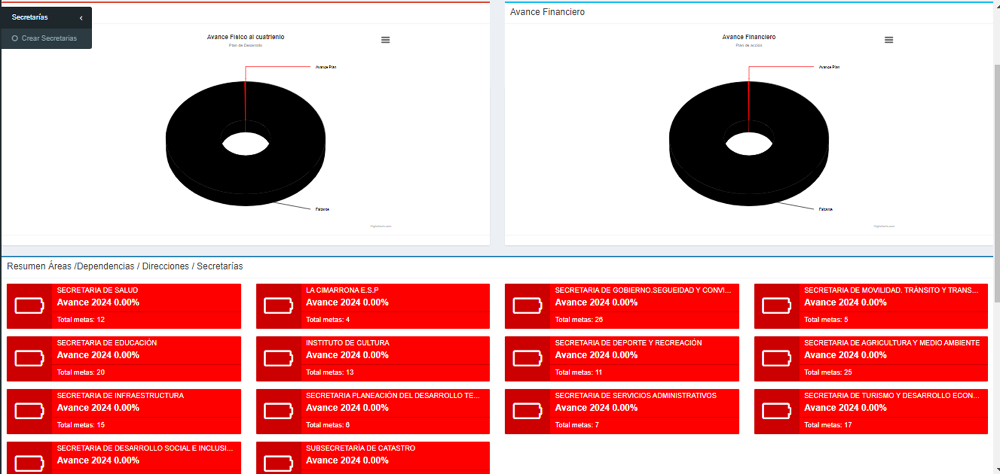 Secretarías
Crear Secretarias
Avance Fisico al cuatrienio
Plan de Desarrollo
Avance Plan
Faltante
Highcharts.com
Avance Financiero
Avance Financiero
Plan de acción
Avance Plan
Faltante
Highcharts.com
Resumen Áreas /Dependencias / Direcciones / Secretarías
SECRETARIA DE SALUD
Avance 2024 0.00%
Total metas: 12
LA CIMARRONA E.S.P
Avance 2024 0.00%
Total metas: 4
SECRETARIA DE GOBIERNO.SEGUEIDAD Y CONVI...
Avance 2024 0.00%
Total metas: 26
SECRETARIA DE MOVILIDAD. TRÁNSITO Y TRANS...
Avance 2024 0.00%
Total metas: 5
SECRETARIA DE EDUCACIÓN
Avance 2024 0.00%
Total metas: 20
INSTITUTO DE CULTURA
Avance 2024 0.00%
Total metas: 13
SECRETARIA DE DEPORTE Y RECREACIÓN
Avance 2024 0.00%
Total metas: 11
SECRETARIA DE AGRICULTURA Y MEDIO AMBIENTE
Avance 2024 0.00%
Total metas: 25
SECRETARIA DE INFRAESTRUCTURA
Avance 2024 0.00%
Total metas: 15
SECRETARIA PLANEACIÓN DEL DESARROLLO TE...
Avance 2024 0.00%
Total metas: 6
SECRETARIA DE SERVICIOS ADMINISTRATIVOS
Avance 2024 0.00%
Total metas: 7
SECRETARIA DE TURISMO Y DESARROLLO ECON...
Avance 2024 0.00%
Total metas: 17
SECRETARIA DE DESARROLLO SOCIAL E INCLUSI...
Avance 2024 0.00%
SUBSECRETARÌA DE CATASTRO
Avance 2024 0.00%